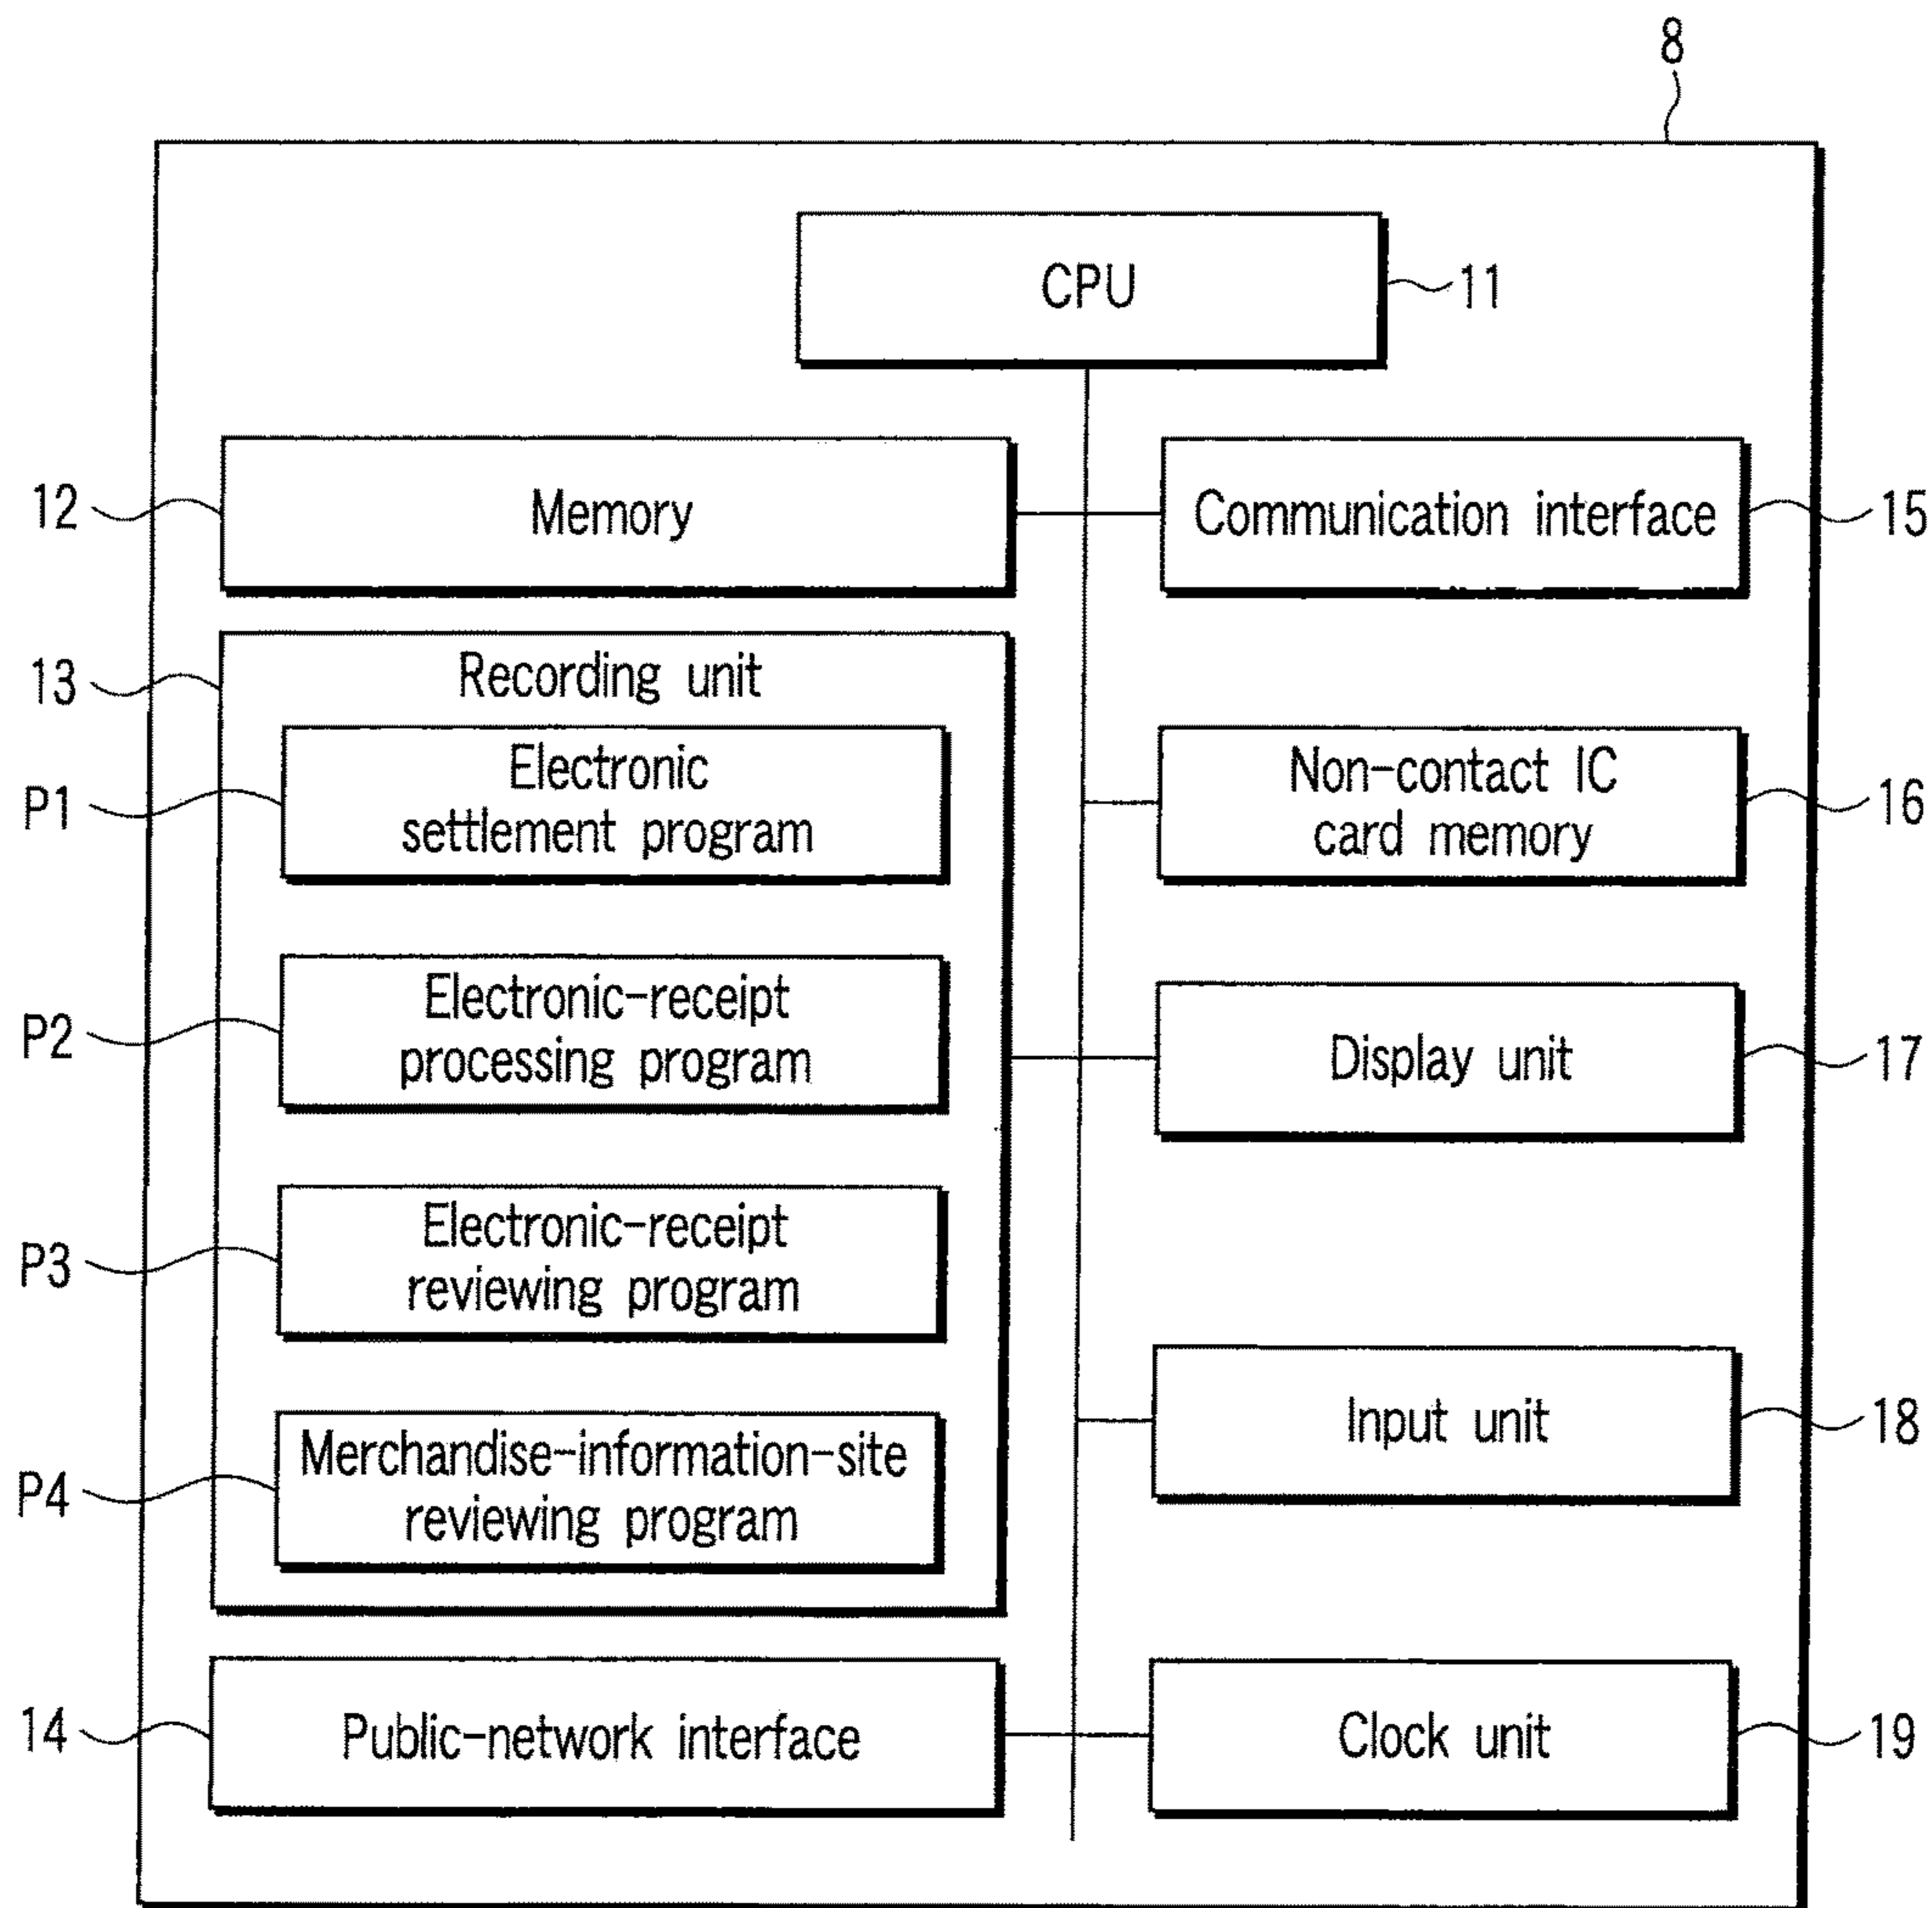 8
CPU
11
12
Memory
Communication interface
15
13
Recording unit
P1
Electronic
settlement program
Non-contact IC
card memory
16
P2
Electronic-receipt
processing program
Display unit
17
P3
Electronic-receipt
reviewing program
Input unit
18
P4
Merchandise-information-site
reviewing program
14
Public-network interface
Clock unit
19